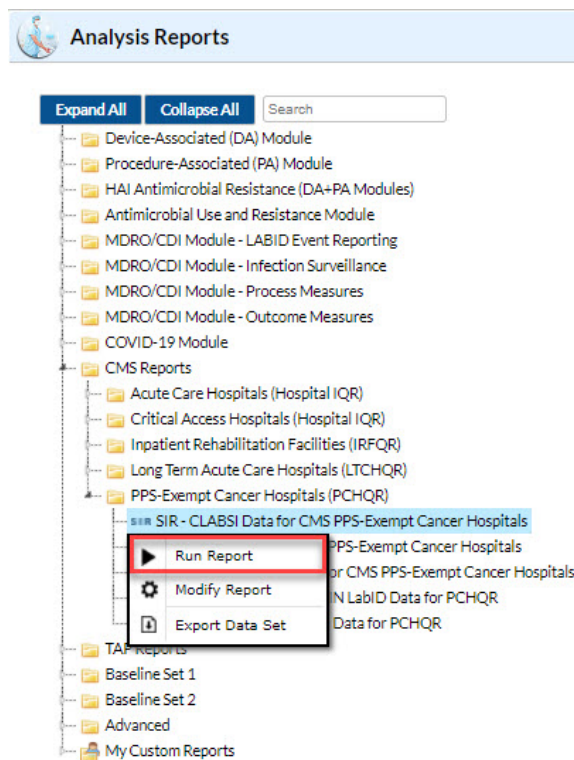 Analysis Reports
Expand All Collapse All Search
Device-Associated (DA) Module
Procedure-Associated (PA) Module
HAI Antimicrobial Resistance (DA+PA Modules)
Antimicrobial Use and Resistance Module
MDRO/CDI Module - LABID Event Reporting
MDRO/CDI Module - Infection Surveillance
MDRO/CDI Module - Process Measures
MDRO/CDI Module - Outcome Measures
COVID-19 Module
CMS Reports
Acute Care Hospitals (Hospital IQR)
Critical Access Hospitals (Hospital IQR)
Inpatient Rehabilitation Facilities (IRFQR)
Long Term Acute Care Hospitals (LTCHQR)
PPS-Exempt Cancer Hospitals (PCHQR)
SIR SIR - CLABSI Data for CMS PPS-Exempt Cancer Hospitals
Run Report PPS-Exempt Cancer Hospitals
or CMS PPS-Exempt Cancer Hospitals
Modify Report N LabID Data for PCHQR
Export Data Set Data for PCHQR
TAP Reports
Baseline Set 1
Baseline Set 2
Advanced
My Custom Reports